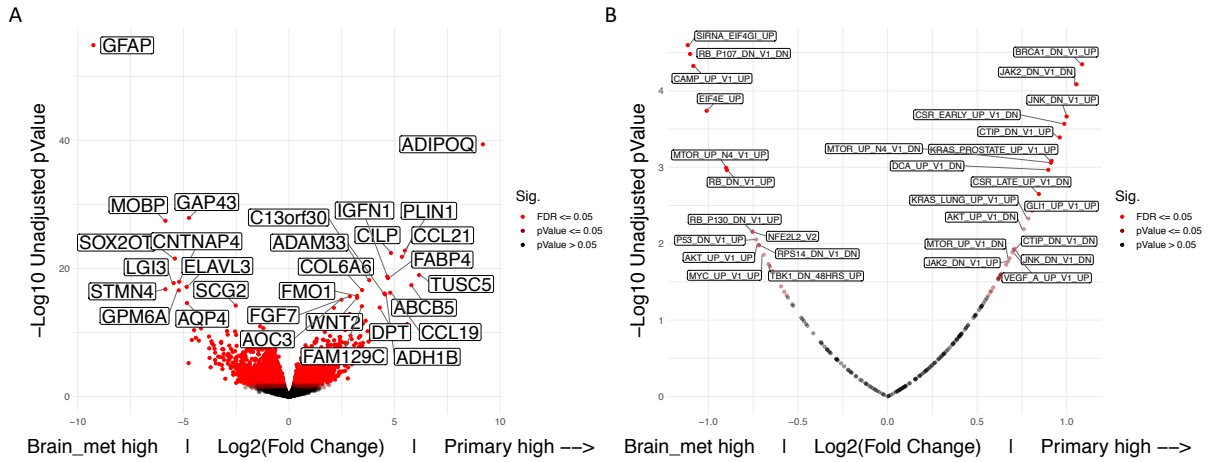 A
GFAP
ADIPOQ
MOBP
GAP43
C13orf30
IGFN1
PLIN1
SOX2OT
CNTNAP4
ADAM33
CILP
CCL21
LGI3
ELAVL3
COL6A6
FABP4
STMN4
SCG2
FMO1
TUSC5
GPM6A
AQP4
FGF7
WNT2
ABCB5
AOC3
DPT
CCL19
FAM129C
ADH1B
−Log10 Unadjusted pValue
0
20
40
−10
−5
0
5
10
Brain_met high | Log2(Fold Change) | Primary high −−>
Sig.
FDR <= 0.05
pValue <= 0.05
pValue > 0.05
B
SIRNA_EIF4GI_UP
RB_P107_DN_V1_DN
BRCA1_DN_V1_UP
CAMP_UP_V1_UP
JAK2_DN_V1_DN
EIF4E_UP
JNK_DN_V1_UP
CSR_EARLY_UP_V1_DN
CTIP_DN_V1_UP
MTOR_UP_N4_V1_UP
MTOR_UP_N4_V1_DN
KRAS_PROSTATE_UP_V1_UP
DCA_UP_V1_DN
RB_DN_V1_UP
CSR_LATE_UP_V1_DN
KRAS_LUNG_UP_V1_UP
GLI1_UP_V1_UP
RB_P130_DN_V1_UP
AKT_UP_V1_DN
P53_DN_V1_UP
NFE2L2_V2
MTOR_UP_V1_DN
CTIP_DN_V1_DN
AKT_UP_V1_UP
RPS14_DN_V1_DN
JAK2_DN_V1_UP
JNK_DN_V1_DN
MYC_UP_V1_UP
TBK1_DN_48HRS_UP
VEGF_A_UP_V1_UP
−Log10 Unadjusted pValue
0
1
2
3
4
−1.0
−0.5
0.0
0.5
1.0
Brain_met high | Log2(Fold Change) | Primary high −−>
Sig.
FDR <= 0.05
pValue <= 0.05
pValue > 0.05